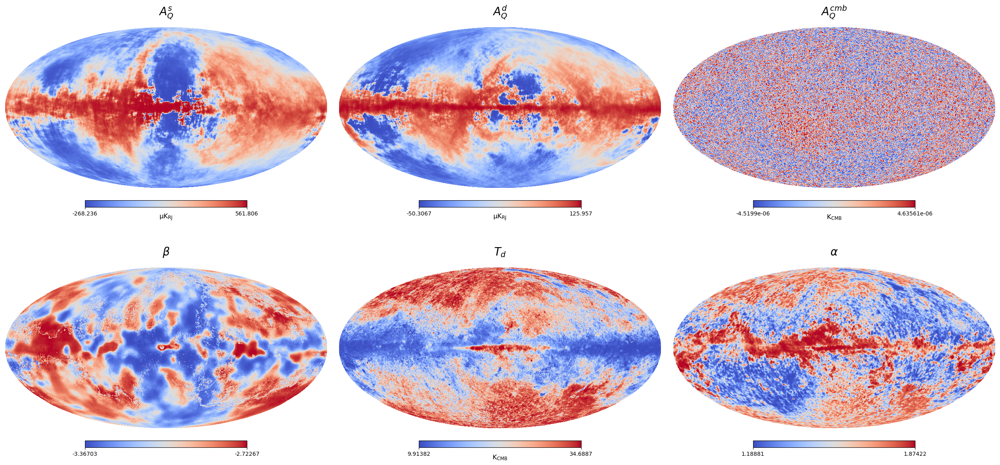 A_Q^s
A_Q^d
A_Q^{cmb}
-268.236 561.806
μK_RJ
-50.3067 125.957
μK_RJ
-4.5199e-06 4.63561e-06
K_CMB
β
T_d
α
-3.36703 -2.72267
9.91382 34.6887
K_CMB
1.18881 1.87422